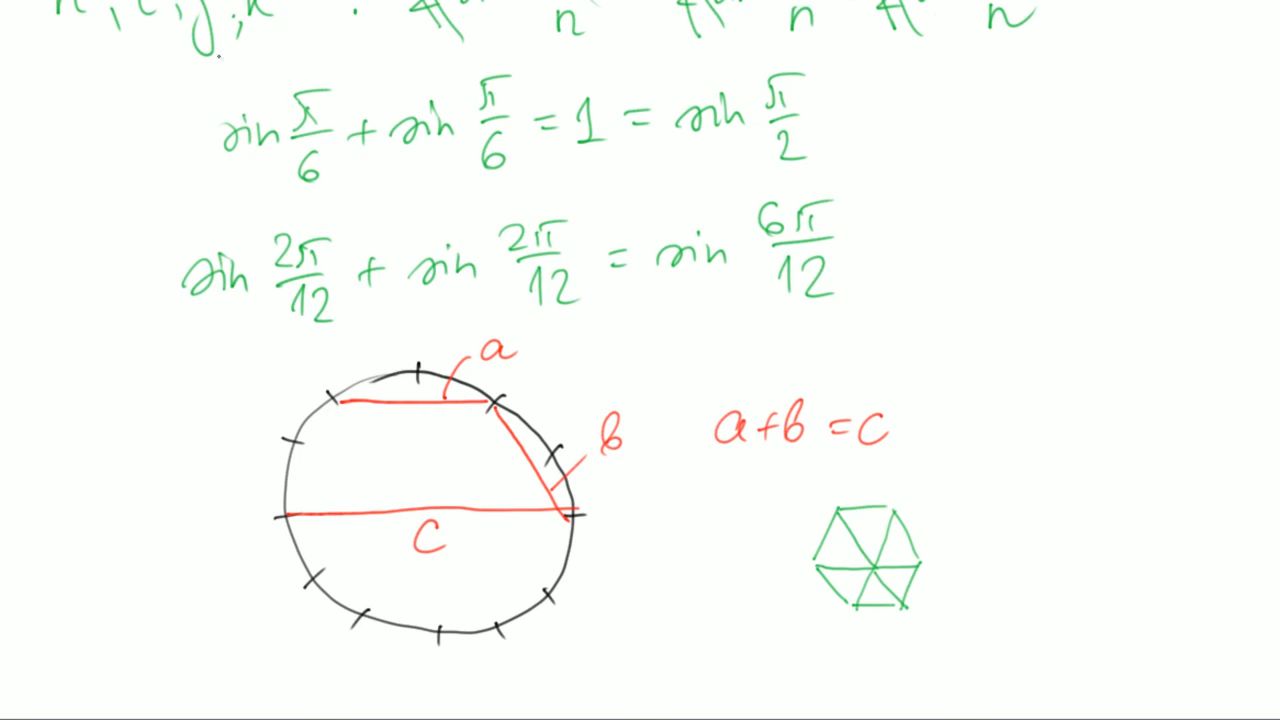 n n n
sin π/6 + sin π/6 = 1 = sin π/2
sin 2π/12 + sin 2π/12 = sin 6π/12
a
b
a+b=c
c